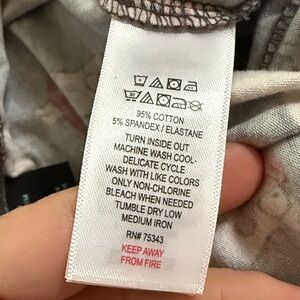 95% COTTON
5% SPANDEX / ELASTANE
TURN INSIDE OUT
MACHINE WASH COOL-
DELICATE CYCLE
WASH WITH LIKE COLORS
ONLY NON-CHLORINE
BLEACH WHEN NEEDED
TUMBLE DRY LOW
MEDIUM IRON
RN# 75343
KEEP AWAY
FROM FIRE